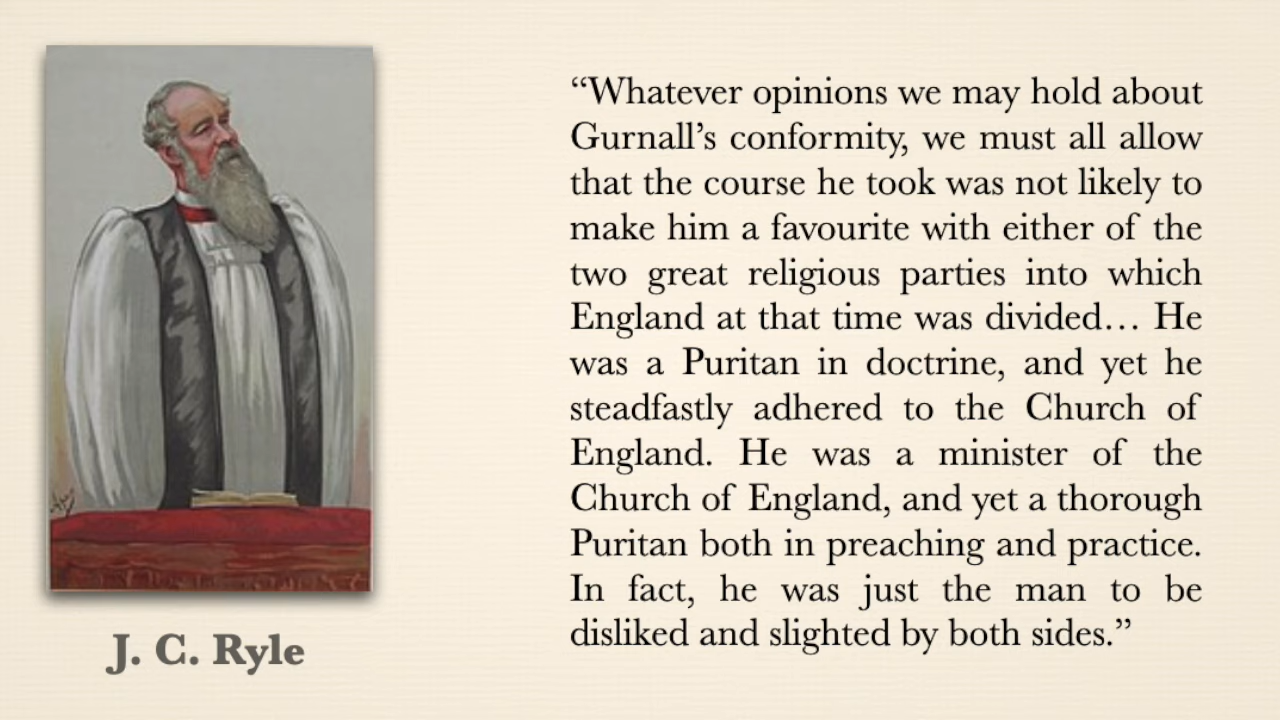 “Whatever opinions we may hold about
Gurnall’s conformity, we must all allow
that the course he took was not likely to
make him a favourite with either of the
two great religious parties into which
England at that time was divided… He
was a Puritan in doctrine, and yet he
steadfastly adhered to the Church of
England. He was a minister of the
Church of England, and yet a thorough
Puritan both in preaching and practice.
In fact, he was just the man to be
disliked and slighted by both sides.”
J. C. Ryle